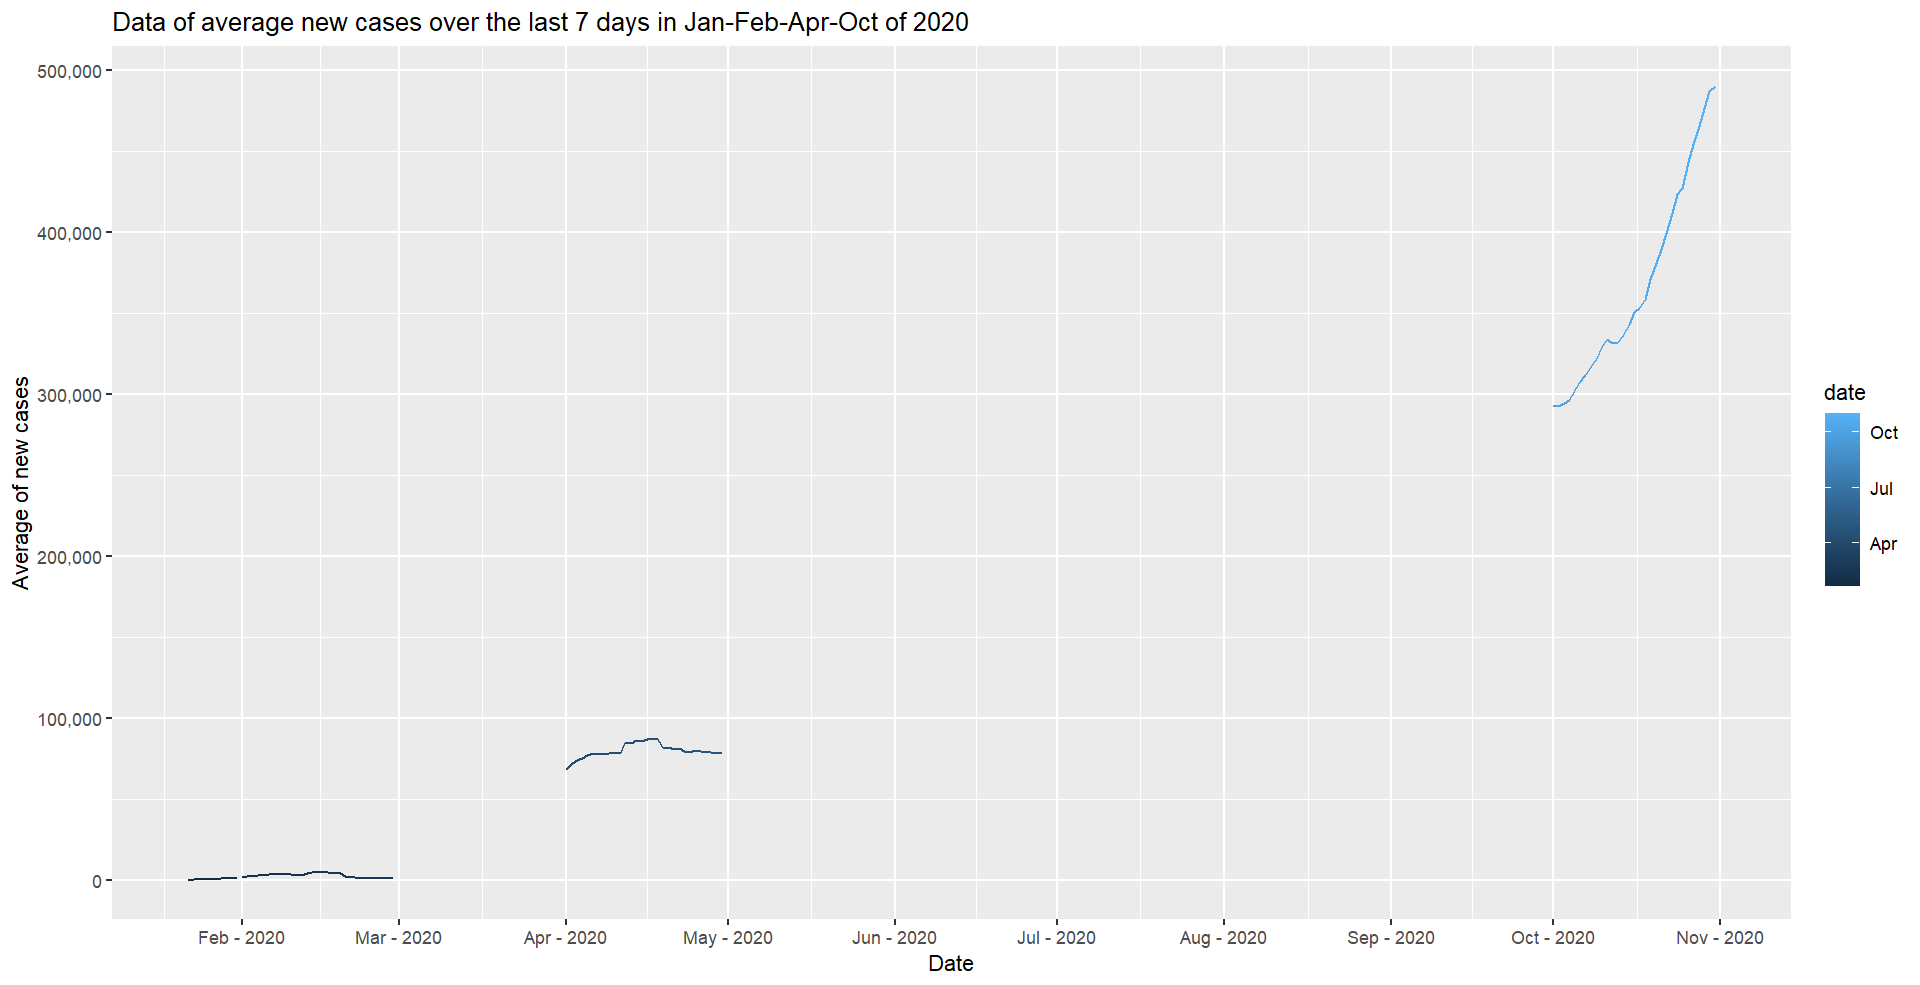 Data of average new cases over the last 7 days in Jan-Feb-Apr-Oct of 2020
500,000
400,000
300,000
200,000
100,000
0
Average of new cases
Feb - 2020
Mar - 2020
Apr - 2020
May - 2020
Jun - 2020
Jul - 2020
Aug - 2020
Sep - 2020
Oct - 2020
Nov - 2020
Date
date
Oct
Jul
Apr